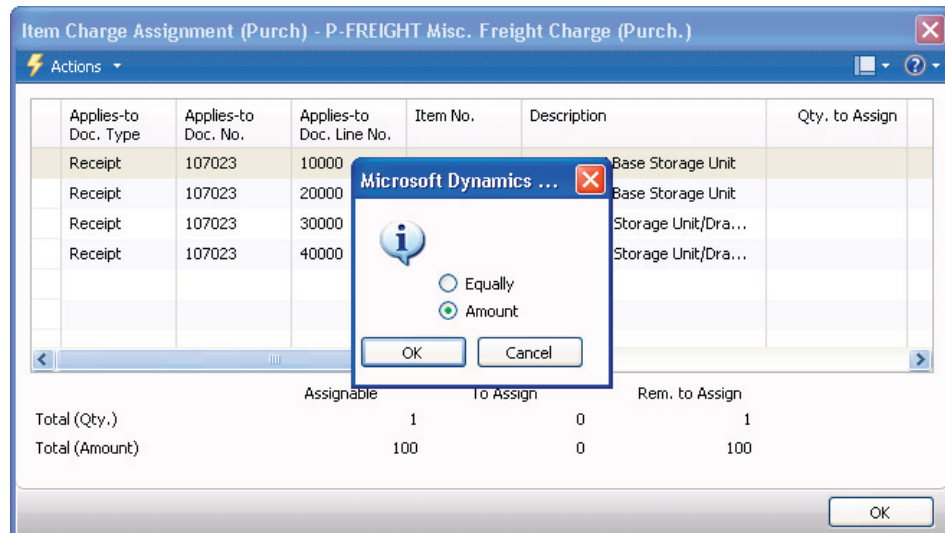 Item Charge Assignment (Purch) - P-FREIGHT Misc. Freight Charge (Purch.)
Actions
Applies-to Doc. Type Applies-to Doc. No. Applies-to Doc. Line No. Item No. Description Qty. to Assign
Receipt 107023 10000 Base Storage Unit
Receipt 107023 20000 Base Storage Unit
Receipt 107023 30000 Storage Unit/Dra...
Receipt 107023 40000 Storage Unit/Dra...
Microsoft Dynamics ...
Equally
Amount
OK Cancel
Assignable To Assign Rem. to Assign
Total (Qty.) 1 0 1
Total (Amount) 100 0 100
OK